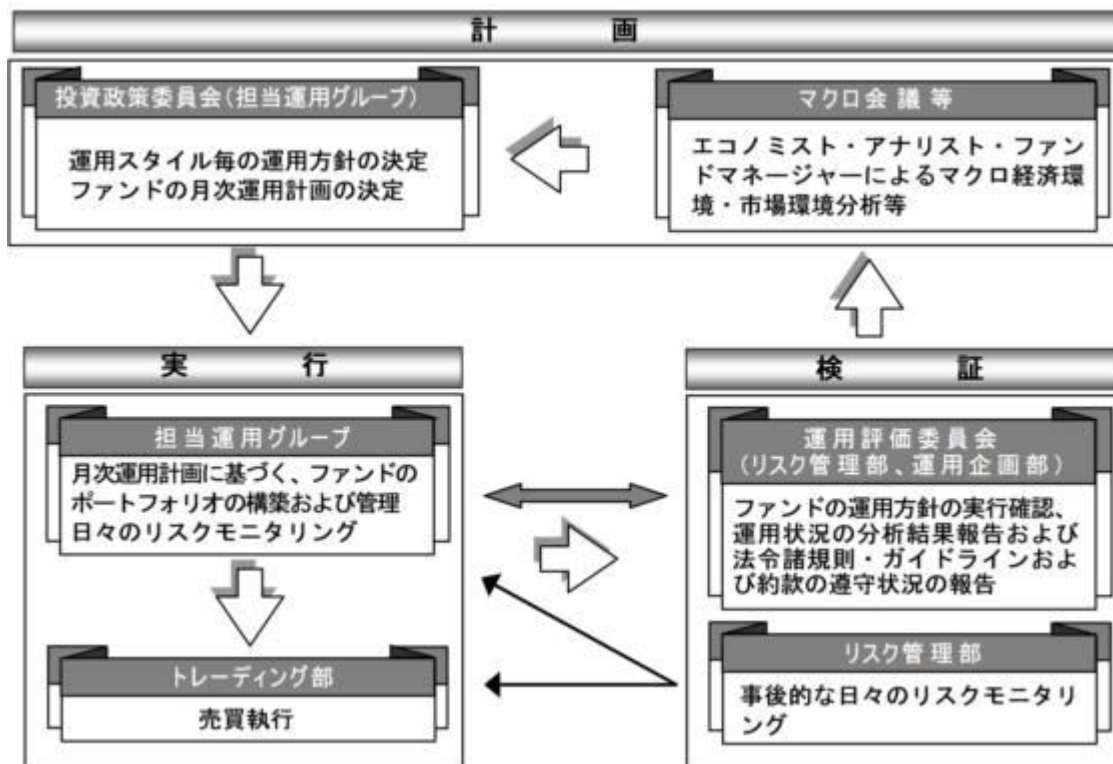 計 画
投資政策委員会(担当運用グループ)
運用スタイル毎の運用方針の決定
ファンドの月次運用計画の決定
マクロ会議等
エコノミスト・アナリスト・ファン
ドマネージャーによるマクロ経済環
境・市場環境分析等
実 行
担当運用グループ
月次運用計画に基づく、ファンドの
ポートフォリオの構築および管理
日々のリスクモニタリング
トレーディング部
売買執行
検 証
運用評価委員会
(リスク管理部、運用企画部)
ファンドの運用方針の実行確認、
運用状況の分析結果報告および
法令諸規則・ガイドラインおよ
び約款の遵守状況の報告
リスク管理部
事後的な日々のリスクモニタリ
ング